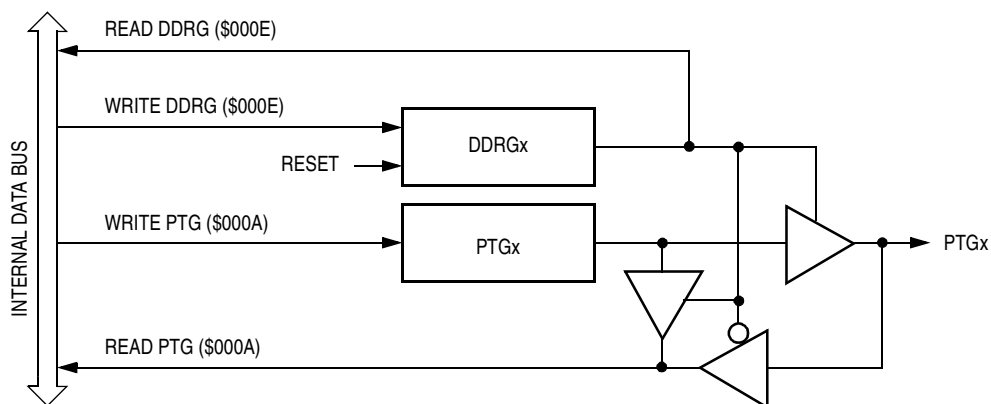 READ DDRG ($000E)
WRITE DDRG ($000E)
DDRGx
RESET
INTERNAL DATA BUS
WRITE PTG ($000A)
PTGx
PTGx
READ PTG ($000A)